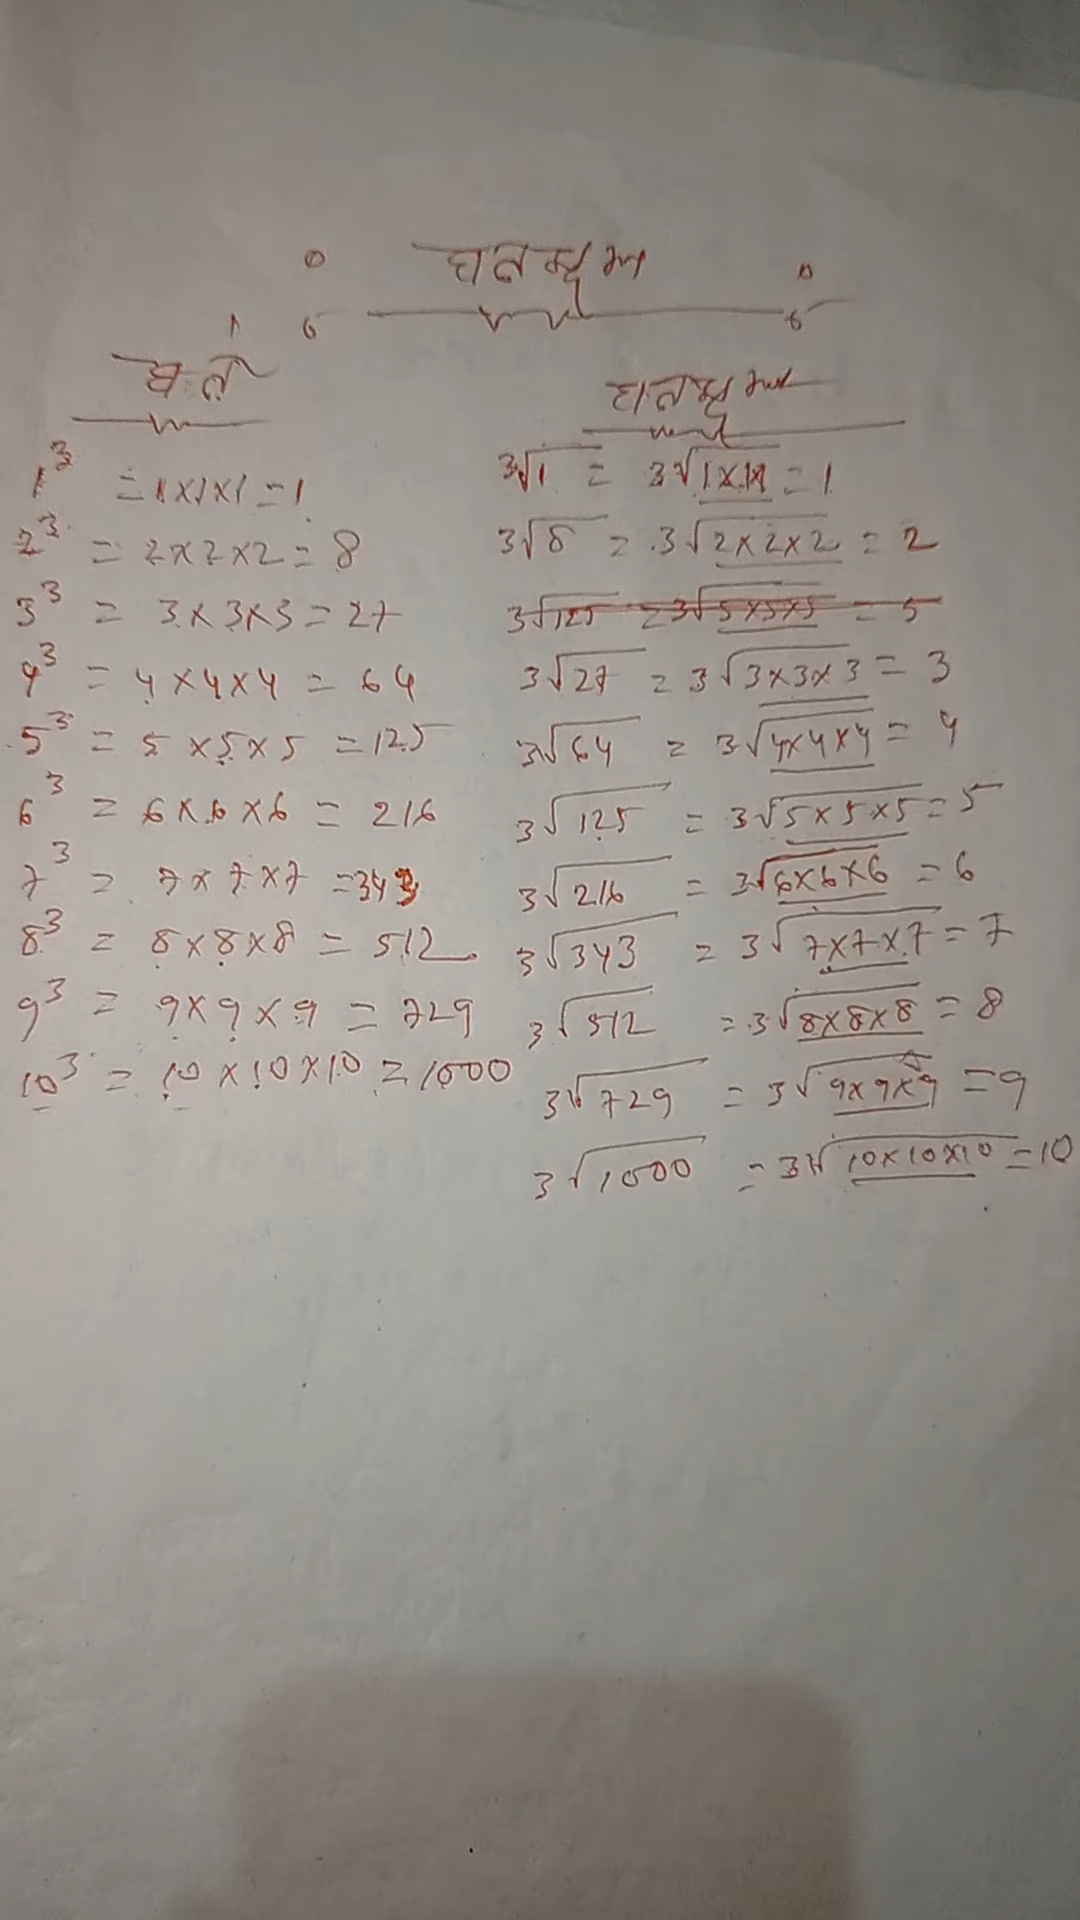 ঘনমূল
ঘন
1³ = 1×1×1 = 1
2³ = 2×2×2 = 8
3³ = 3×3×3 = 27
4³ = 4×4×4 = 64
5³ = 5×5×5 = 125
6³ = 6×6×6 = 216
7³ = 7×7×7 = 343
8³ = 8×8×8 = 512
9³ = 9×9×9 = 729
10³ = 10×10×10 = 1000
ঘনমূল
3√1 = 3√1×1×1 = 1
3√8 = 3√2×2×2 = 2
3√125 = 3√5×5×5 = 5
3√27 = 3√3×3×3 = 3
3√64 = 3√4×4×4 = 4
3√125 = 3√5×5×5 = 5
3√216 = 3√6×6×6 = 6
3√343 = 3√7×7×7 = 7
3√512 = 3√8×8×8 = 8
3√729 = 3√9×9×9 = 9
3√1000 = 3√10×10×10 = 10